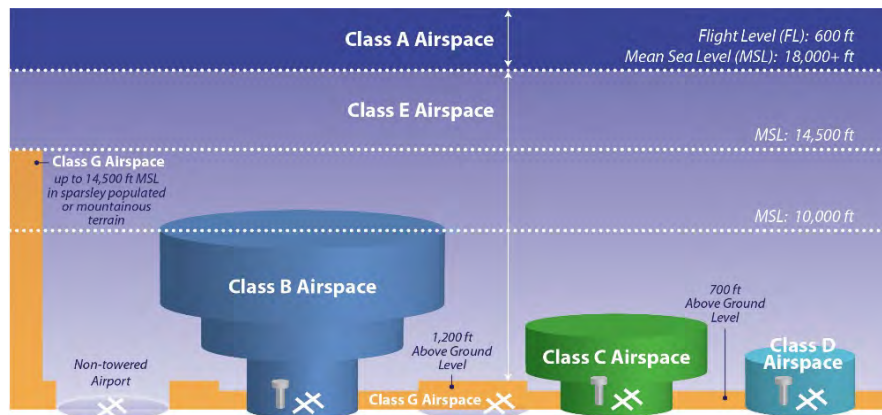 Class A Airspace
Flight Level (FL): 600 ft
Mean Sea Level (MSL): 18,000+ ft
Class E Airspace
MSL: 14,500 ft
Class G Airspace
up to 14,500 ft MSL
in sparsley populated
or mountainous
terrain
MSL: 10,000 ft
Class B Airspace
700 ft
Above Ground
Level
1,200 ft
Above Ground
Level
Class C Airspace
Class D
Airspace
Non-towered
Airport
Class G Airspace